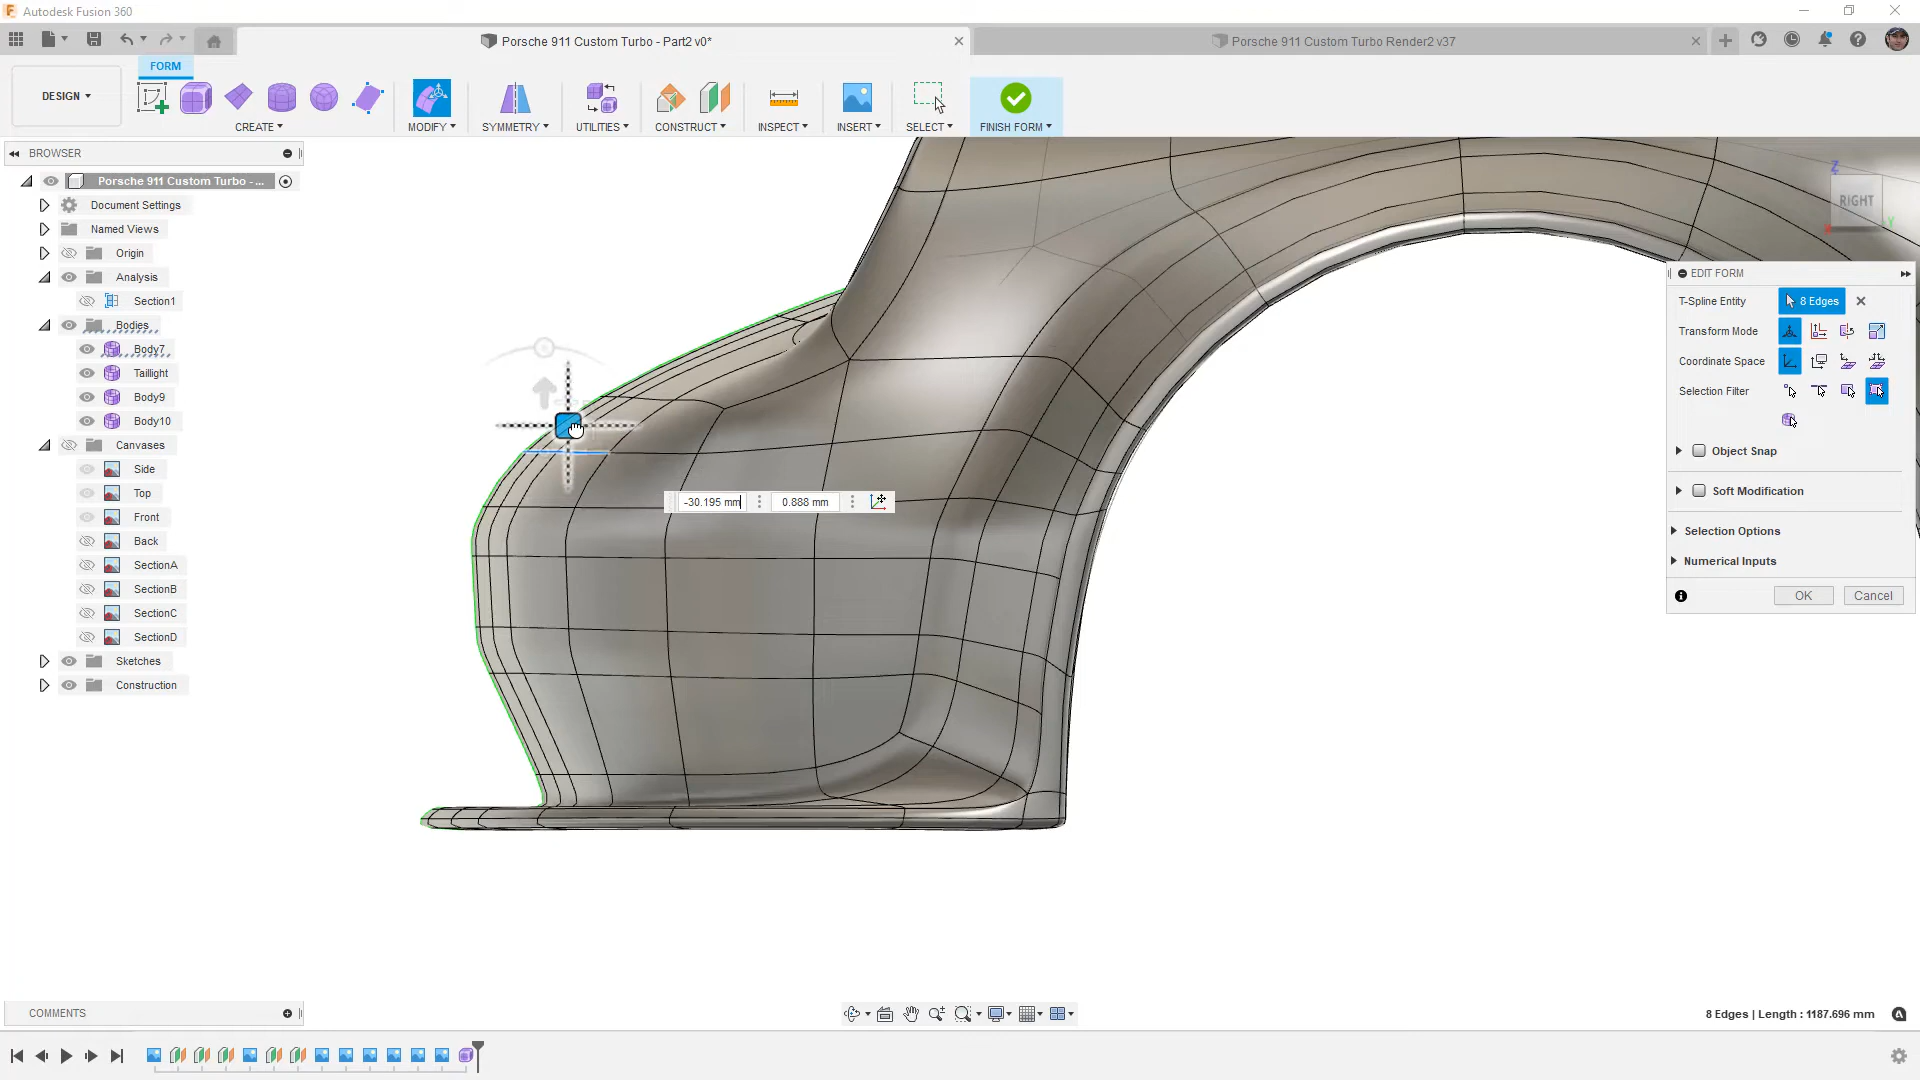 Autodesk Fusion 360
Porsche 911 Custom Turbo - Part2 v0*
Porsche 911 Custom Turbo Render2 v37
FORM
DESIGN
CREATE
MODIFY
SYMMETRY
UTILITIES
CONSTRUCT
INSPECT
INSERT
SELECT
FINISH FORM
BROWSER
Porsche 911 Custom Turbo - ...
Document Settings
Named Views
Origin
Analysis
Section1
Bodies
Body7
Taillight
Body9
Body10
Canvases
Side
Top
Front
Back
SectionA
SectionB
SectionC
SectionD
Sketches
Construction
-30.195 mm
0.888 mm
Z
RIGHT
Y
X
EDIT FORM
T-Spline Entity
8 Edges
Transform Mode
Coordinate Space
Selection Filter
Object Snap
Soft Modification
Selection Options
Numerical Inputs
OK
Cancel
COMMENTS
8 Edges | Length : 1187.696 mm